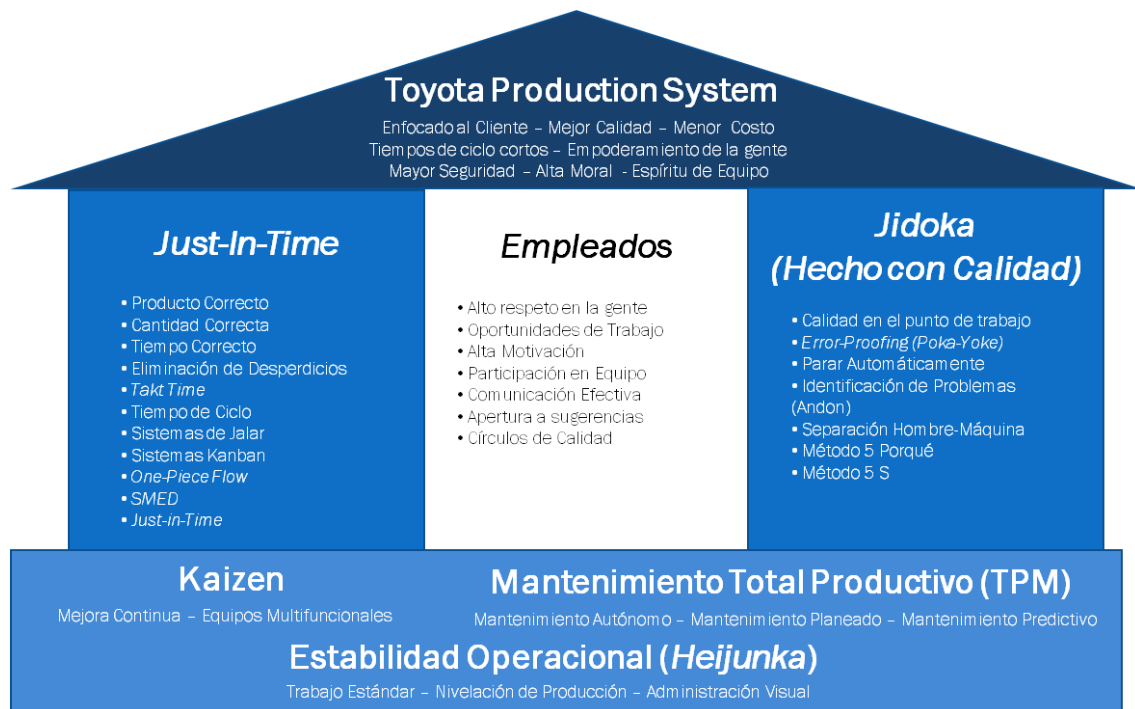 Toyota Production System
Enfocado al Cliente – Mejor Calidad – Menor Costo
Tiempos de ciclo cortos – Empoderamiento de la gente
Mayor Seguridad – Alta Moral - Espíritu de Equipo
Just-In-Time
• Producto Correcto
• Cantidad Correcta
• Tiempo Correcto
• Eliminación de Desperdicios
• Takt Time
• Tiempo de Ciclo
• Sistemas de Jalar
• Sistemas Kanban
• One-Piece Flow
• SMED
• Just-in-Time
Empleados
• Alto respeto en la gente
• Oportunidades de Trabajo
• Alta Motivación
• Participación en Equipo
• Comunicación Efectiva
• Apertura a sugerencias
• Círculos de Calidad
Jidoka
(Hecho con Calidad)
• Calidad en el punto de trabajo
• Error-Proofing (Poka-Yoke)
• Parar Automáticamente
• Identificación de Problemas
(Andon)
• Separación Hombre-Máquina
• Método 5 Porqué
• Método 5 S
Kaizen
Mejora Continua – Equipos Multifuncionales
Mantenimiento Total Productivo (TPM)
Mantenimiento Autónomo – Mantenimiento Planeado – Mantenimiento Predictivo
Estabilidad Operacional (Heijunka)
Trabajo Estándar – Nivelación de Producción – Administración Visual